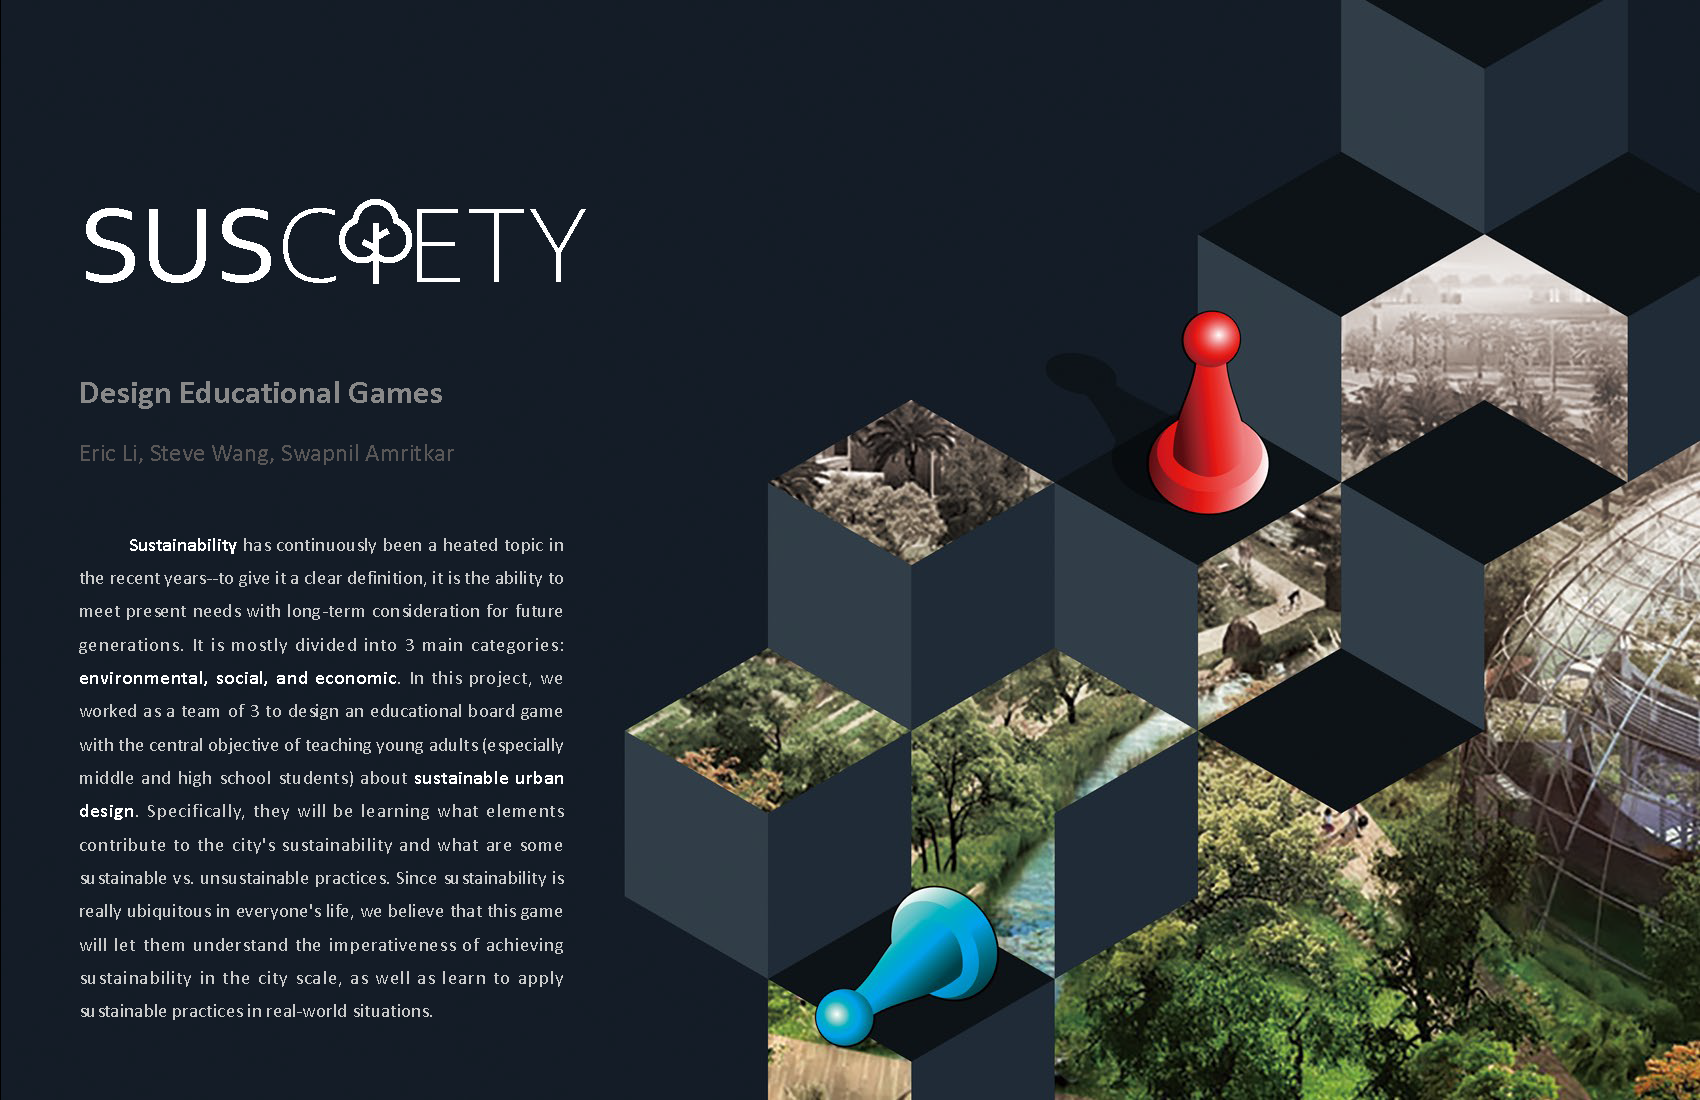 SUSCIETY
Design Educational Games
Eric Li, Steve Wang, Swapnil Amritkar
Sustainability has continuously been a heated topic in
the recent years--to give it a clear definition, it is the ability to
meet present needs with long-term consideration for future
generations. It is mostly divided into 3 main categories:
environmental, social, and economic. In this project, we
worked as a team of 3 to design an educational board game
with the central objective of teaching young adults (especially
middle and high school students) about sustainable urban
design. Specifically, they will be learning what elements
contribute to the city's sustainability and what are some
sustainable vs. unsustainable practices. Since sustainability is
really ubiquitous in everyone's life, we believe that this game
will let them understand the imperativeness of achieving
sustainability in the city scale, as well as learn to apply
sustainable practices in real-world situations.